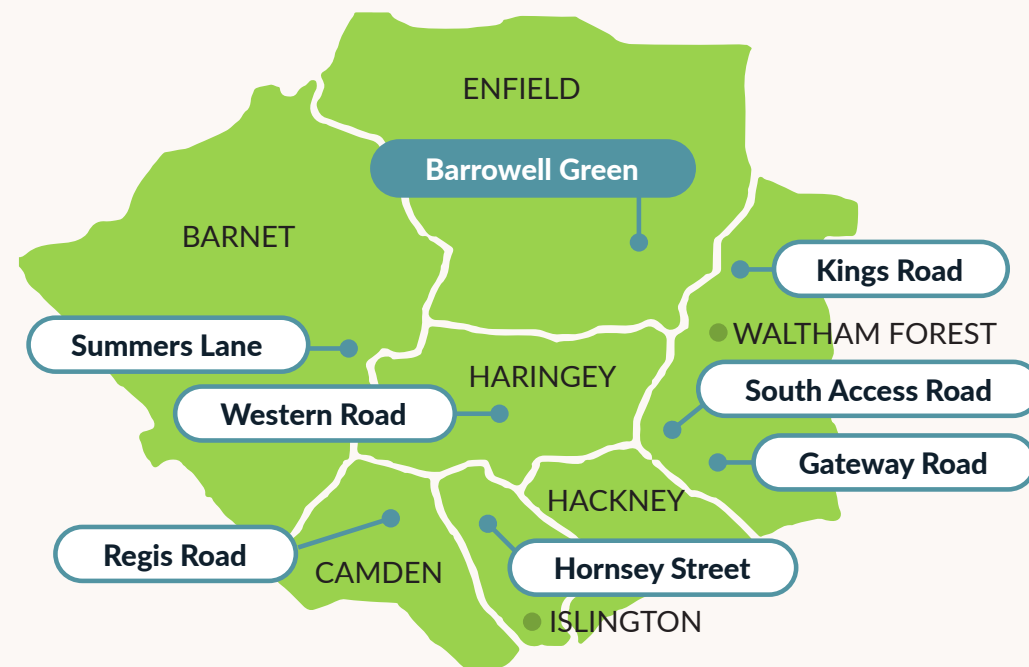 ENFIELD
Barrowell Green
BARNET
Kings Road
WALTHAM FOREST
Summers Lane
HARINGEY
South Access Road
Western Road
Gateway Road
HACKNEY
Regis Road
CAMDEN
Hornsey Street
ISLINGTON